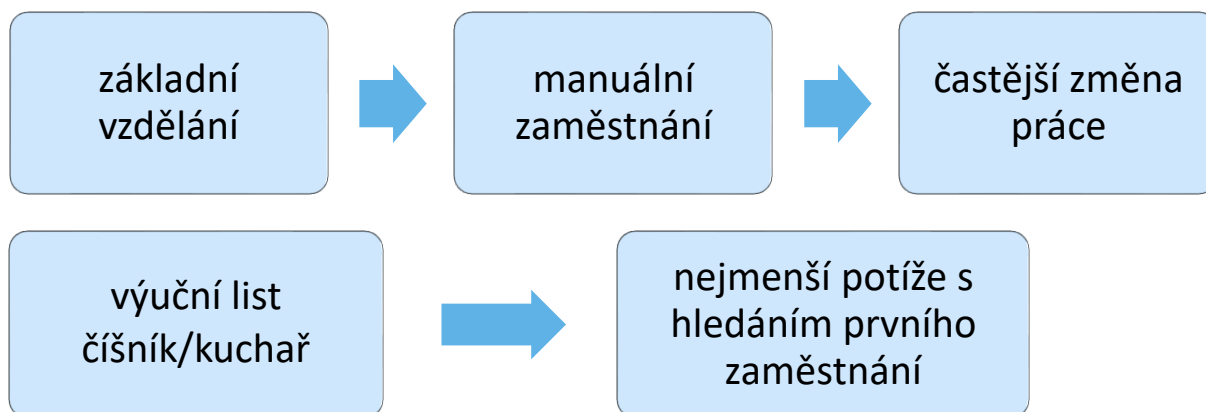 základní
vzdělání
manuální
zaměstnání
častější změna
práce
výuční list
číšník/kuchař
nejmenší potíže s
hledáním prvního
zaměstnání